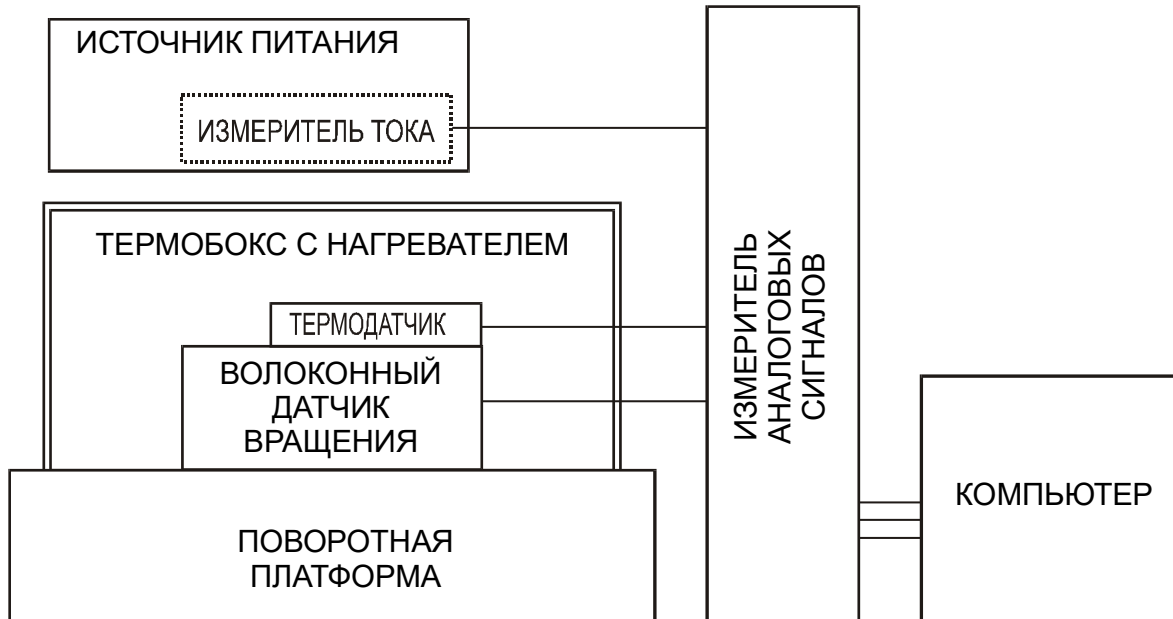 ИСТОЧНИК ПИТАНИЯ
ИЗМЕРИТЕЛЬ ТОКА
ТЕРМОБОКС С НАГРЕВАТЕЛЕМ
ТЕРМОДАТЧИК
ВОЛОКОННЫЙ
ДАТЧИК
ВРАЩЕНИЯ
ПОВОРОТНАЯ
ПЛАТФОРМА
ИЗМЕРИТЕЛЬ
АНАЛОГОВЫХ
СИГНАЛОВ
КОМПЬЮТЕР